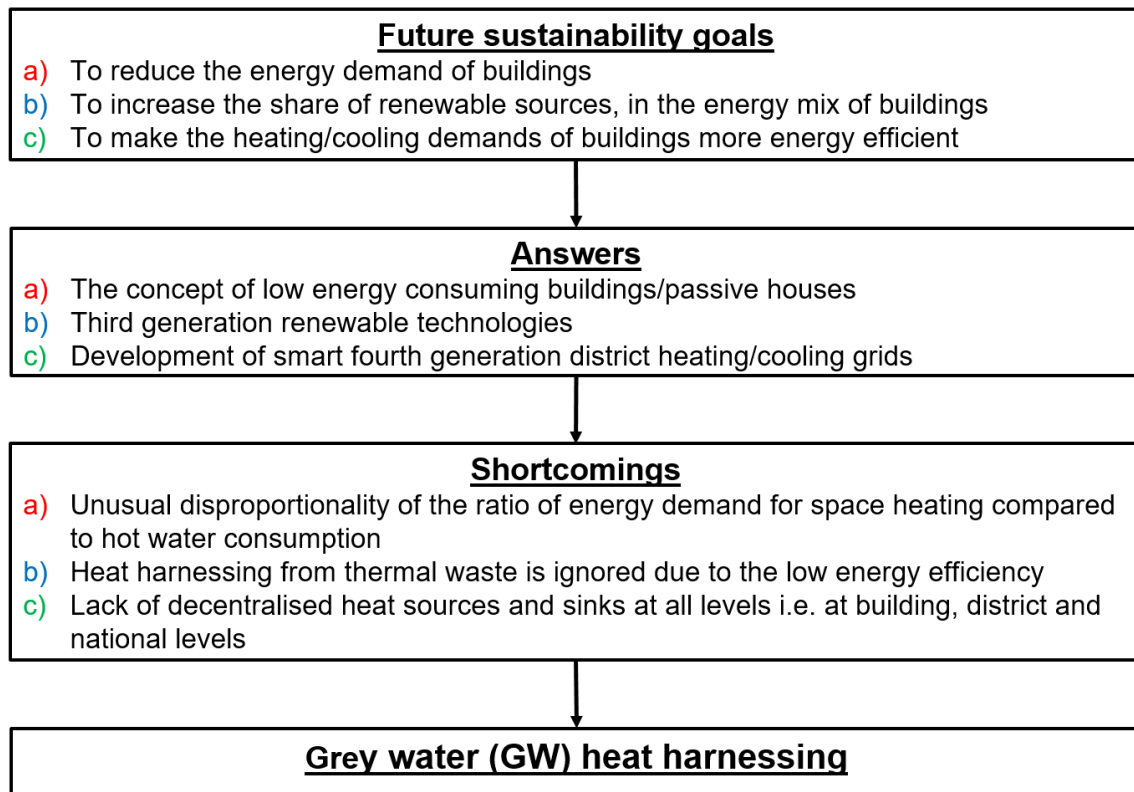 Future sustainability goals
a) To reduce the energy demand of buildings
b) To increase the share of renewable sources, in the energy mix of buildings
c) To make the heating/cooling demands of buildings more energy efficient
Answers
a) The concept of low energy consuming buildings/passive houses
b) Third generation renewable technologies
c) Development of smart fourth generation district heating/cooling grids
Shortcomings
a) Unusual disproportionality of the ratio of energy demand for space heating compared
to hot water consumption
b) Heat harnessing from thermal waste is ignored due to the low energy efficiency
c) Lack of decentralised heat sources and sinks at all levels i.e. at building, district and
national levels
Grey water (GW) heat harnessing